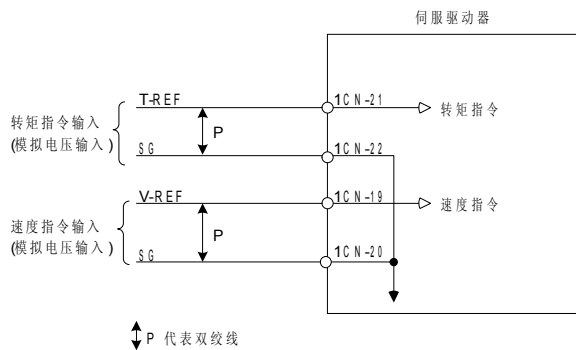 伺服驱动器
T-REF
1CN-21
转矩指令
转矩指令输入
(模拟电压输入)
P
SG
1CN-22
V-REF
1CN-19
速度指令
速度指令输入
(模拟电压输入)
P
SG
1CN-20
P 代表双绞线